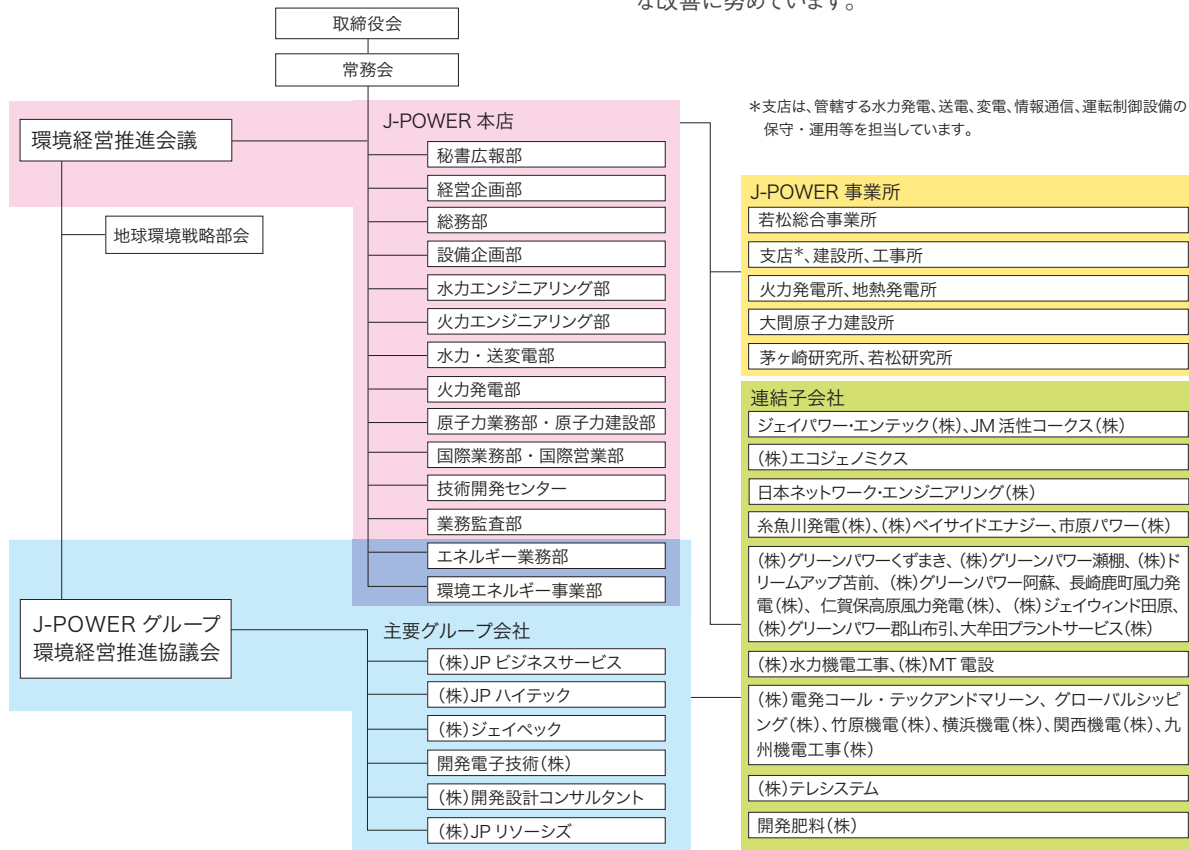 な改善に努めています。
取締役会
常務会
＊支店は、管轄する水力発電、送電、変電、情報通信、運転制御設備の
保守・運用等を担当しています。
環境経営推進会議
地球環境戦略部会
J-POWER 本店
秘書広報部
経営企画部
総務部
設備企画部
水力エンジニアリング部
火力エンジニアリング部
水力・送変電部
火力発電部
原子力業務部・原子力建設部
国際業務部・国際営業部
技術開発センター
業務監査部
エネルギー業務部
環境エネルギー事業部
J-POWER グループ
環境経営推進協議会
主要グループ会社
(株)JP ビジネスサービス
(株)JP ハイテック
(株)ジェイペック
開発電子技術(株)
(株)開発設計コンサルタント
(株)JP リソーシズ
J-POWER 事業所
若松総合事業所
支店＊、建設所、工事所
火力発電所、地熱発電所
大間原子力建設所
茅ヶ崎研究所、若松研究所
連結子会社
ジェイパワー・エンテック(株)、JM 活性コークス(株)
(株)エコジェノミクス
日本ネットワーク・エンジニアリング(株)
糸魚川発電(株)、(株)ベイサイドエナジー、市原パワー(株)
(株)グリーンパワーくずまき、(株)グリーンパワー瀬棚、(株)ド
リームアップ苫前、(株)グリーンパワー阿蘇、長崎鹿町風力発
電(株)、仁賀保高原風力発電(株)、(株)ジェイウィンド田原、
(株)グリーンパワー郡山布引、大牟田プラントサービス(株)
(株)水力機電工事、(株)MT 電設
(株)電発コール・テックアンドマリーン、グローバルシッピ
ング(株)、竹原機電(株)、横浜機電(株)、関西機電(株)、九
州機電工事(株)
(株)テレシステム
開発肥料(株)